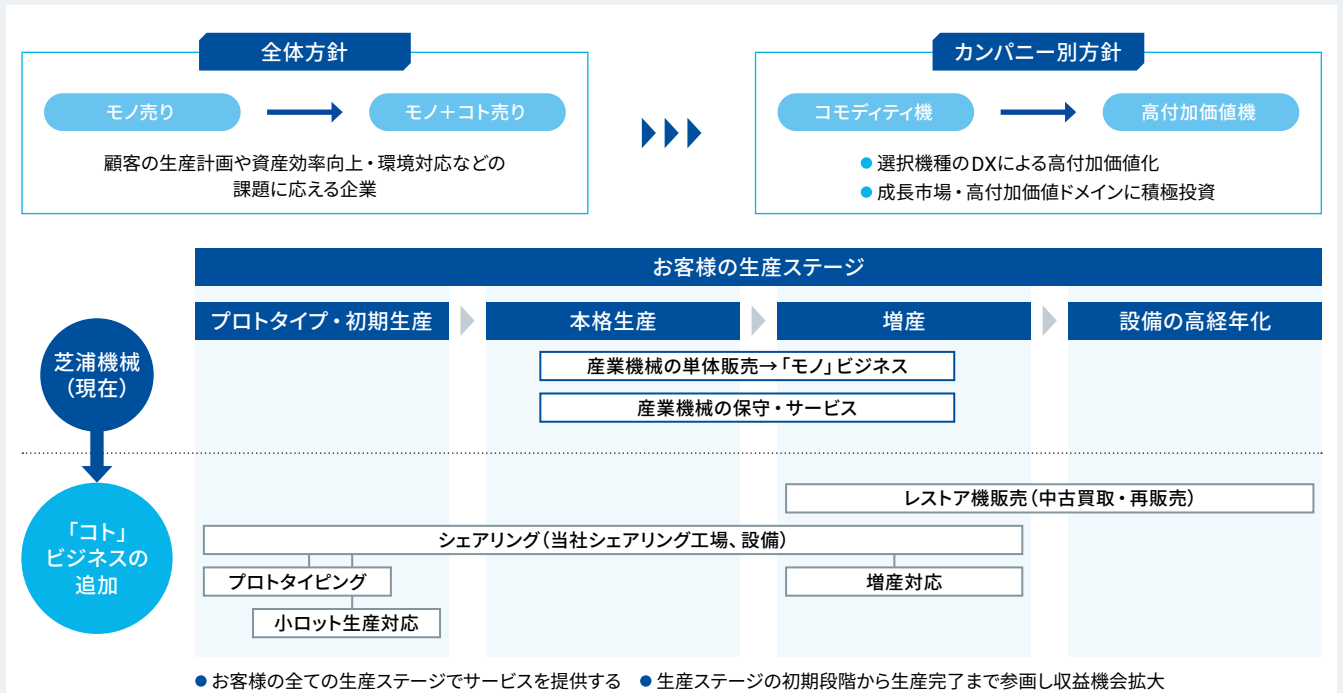 全体方針
モノ売り
モノ+コト売り
顧客の生産計画や資産効率向上・環境対応などの
課題に応える企業
カンパニー別方針
コモディティ機
高付加価値機
● 選択機種のDXによる高付加価値化
● 成長市場・高付加価値ドメインに積極投資
お客様の生産ステージ
プロトタイプ・初期生産
本格生産
増産
設備の高経年化
芝浦機械
(現在)
産業機械の単体販売→「モノ」ビジネス
産業機械の保守・サービス
「コト」
ビジネスの
追加
レストア機販売(中古買取・再販売)
シェアリング(当社シェアリング工場、設備)
プロトタイピング
増産対応
小ロット生産対応
● お客様の全ての生産ステージでサービスを提供する ● 生産ステージの初期段階から生産完了まで参画し収益機会拡大